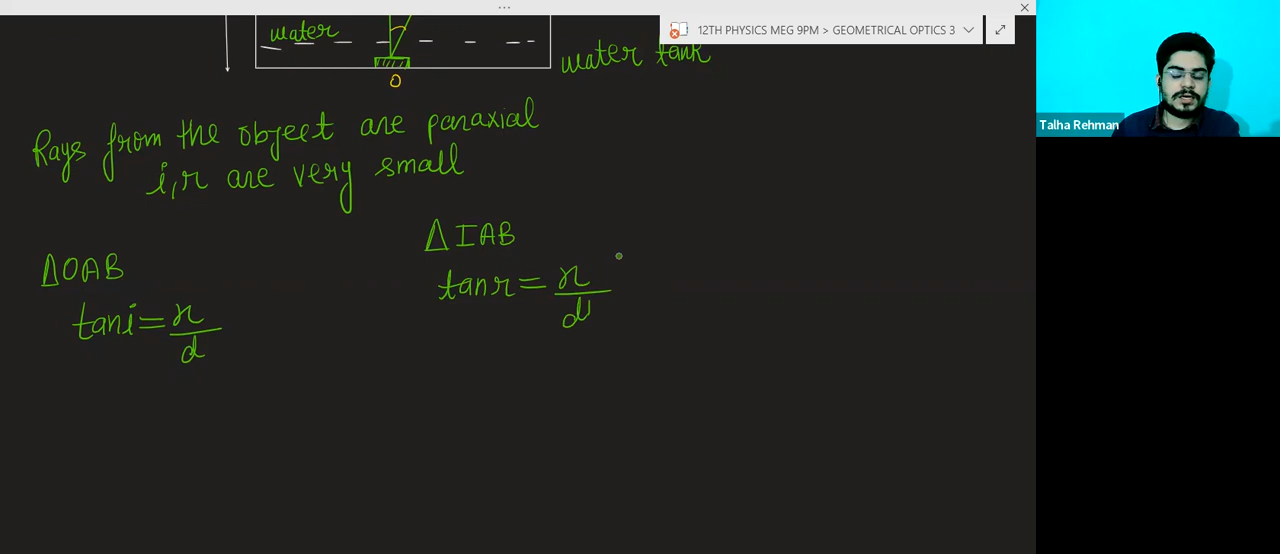 12TH PHYSICS MEG 9PM > GEOMETRICAL OPTICS 3
water
water tank
O
Talha Rehman
Rays from the object are paraxial
i, r are very small
ΔOAB
tan i = x/d
ΔIAB
tan r = x/d'